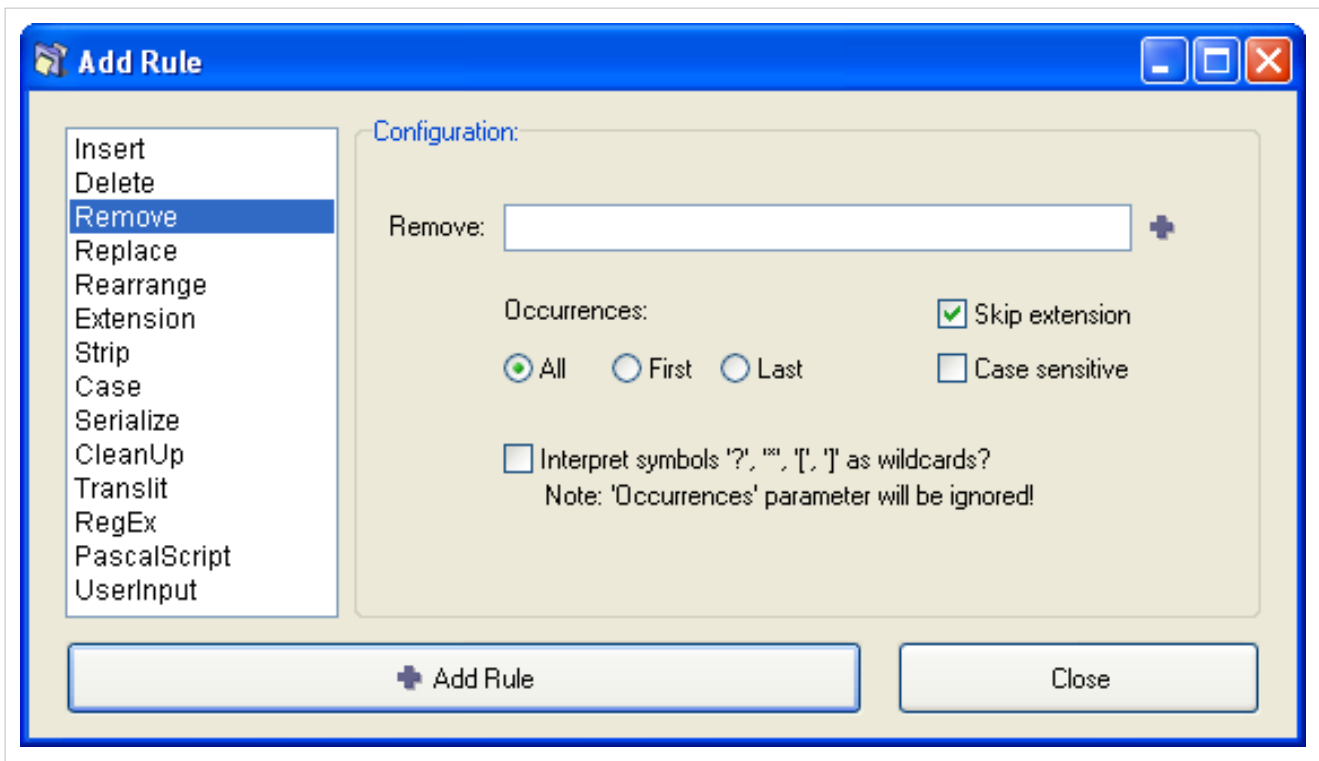 Add Rule
Insert
Delete
Remove
Replace
Rearrange
Extension
Strip
Case
Serialize
CleanUp
Translit
RegEx
PascalScript
UserInput
Configuration:
Remove:
Occurrences:
All First Last
Skip extension
Case sensitive
Interpret symbols '?', '*', '[', ']' as wildcards?
Note: 'Occurrences' parameter will be ignored!
Add Rule
Close